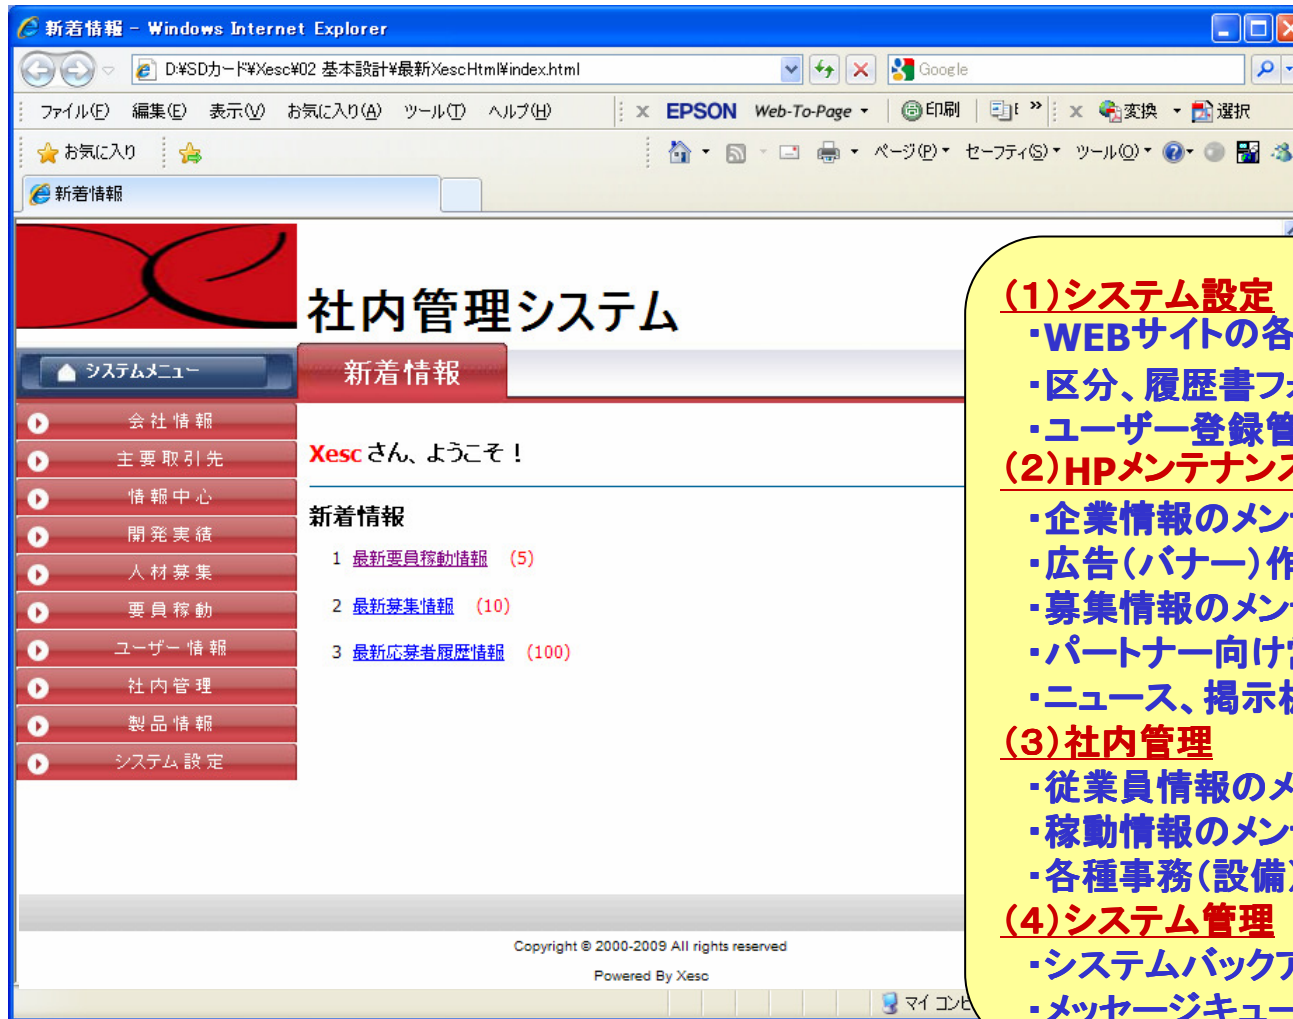 新着情報 - Windows Internet Explorer
D:¥SDカード¥Xesc¥02 基本設計¥最新XescHtml¥index.html
Google
ファイル(F) 編集(E) 表示(V) お気に入り(A) ツール(T) ヘルプ(H)
x EPSON Web-To-Page
印刷
x 変換 選択
お気に入り
ページ(P) セーフティ(S) ツール(O)
新着情報
社内管理システム
システムメニュー
新着情報
会社情報
主要取引先
情報中心
開発実績
人材募集
要員稼動
ユーザー情報
社内管理
製品情報
システム設定
Xesc さん、ようこそ！
新着情報
1 最新要員稼動情報 (5)
2 最新募集情報 (10)
3 最新応募者履歴情報 (100)
(1)システム設定
・WEBサイトの各
・区分、履歴書フォ
・ユーザー登録管
(2)HPメンテナンス
・企業情報のメンテ
・広告(バナー)作
・募集情報のメンテ
・パートナー向け
・ニュース、掲示板
(3)社内管理
・従業員情報のメ
・稼動情報のメンテ
・各種事務(設備)
(4)システム管理
・システムバックア
・メッセージキュー
Copyright © 2000-2009 All rights reserved
Powered By Xesc
マイ コンピ